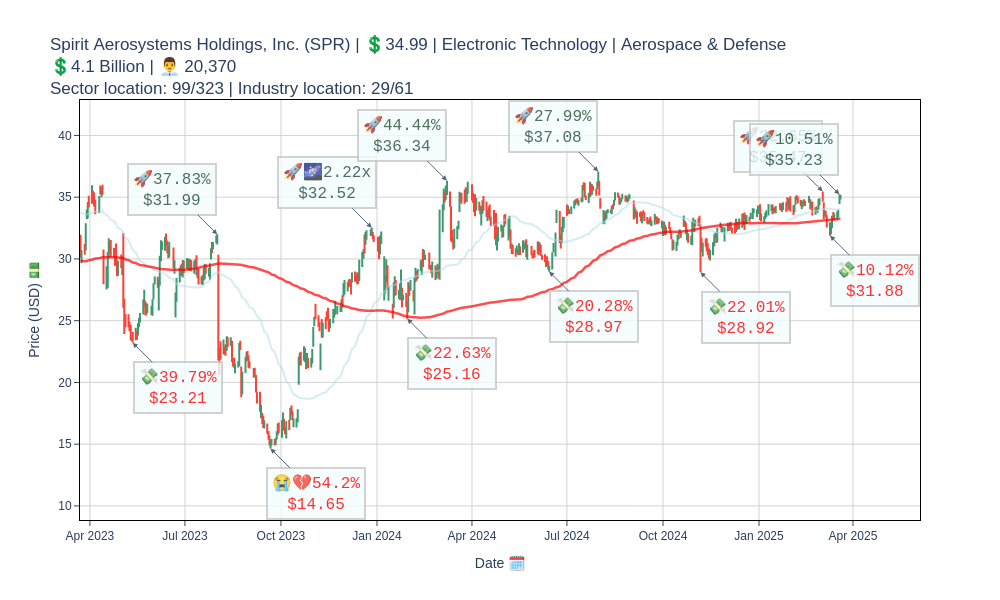 Spirit Aerosystems Holdings, Inc. (SPR) | 💲34.99 | Electronic Technology | Aerospace & Defense
💲4.1 Billion | 👨‍💼 20,370
Sector location: 99/323 | Industry location: 29/61
🚀37.83%
$31.99
🚀🌌2.22x
$32.52
🚀44.44%
$36.34
🚀27.99%
$37.08
🚀10.51%
$35.23
💸39.79%
$23.21
😭💔54.2%
$14.65
💸22.63%
$25.16
💸20.28%
$28.97
💸22.01%
$28.92
💸10.12%
$31.88
40
35
30
25
20
15
10
Price (USD) 💵
Apr 2023
Jul 2023
Oct 2023
Jan 2024
Apr 2024
Jul 2024
Oct 2024
Jan 2025
Apr 2025
Date 🗓️